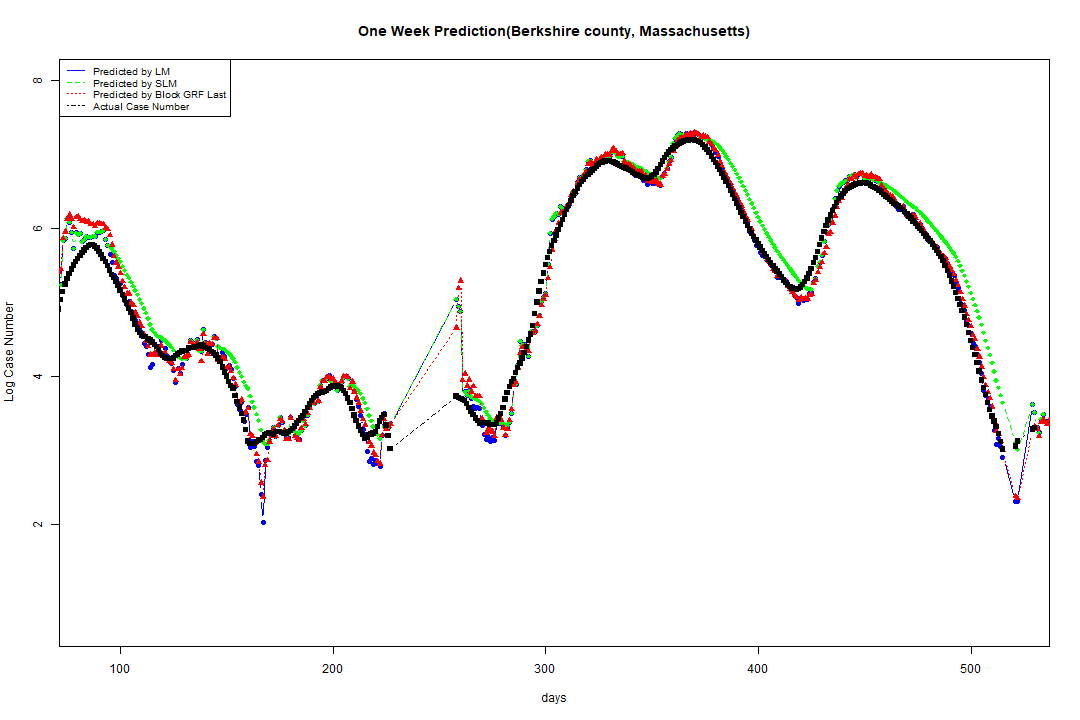 One Week Prediction(Berkshire county, Massachusetts)
Predicted by LM
Predicted by SLM
Predicted by Block GRF Last
Actual Case Number
Log Case Number
8
6
4
2
100 200 300 400 500
days